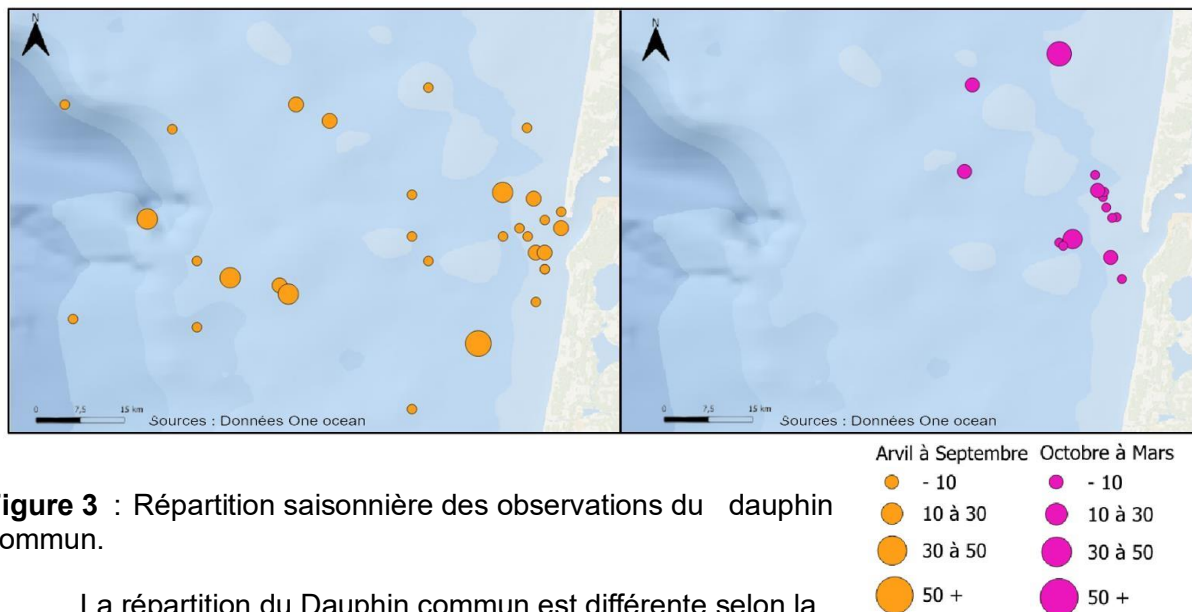 N
N
0 7,5 15 km
Sources : Données One ocean
0 7,5 15 km
Sources : Données One ocean
Arvil à Septembre Octobre à Mars
- 10 - 10
10 à 30 10 à 30
30 à 50 30 à 50
50 + 50 +
igure 3 : Répartition saisonnière des observations du dauphin
ommun.
La répartition du Dauphin commun est différente selon la